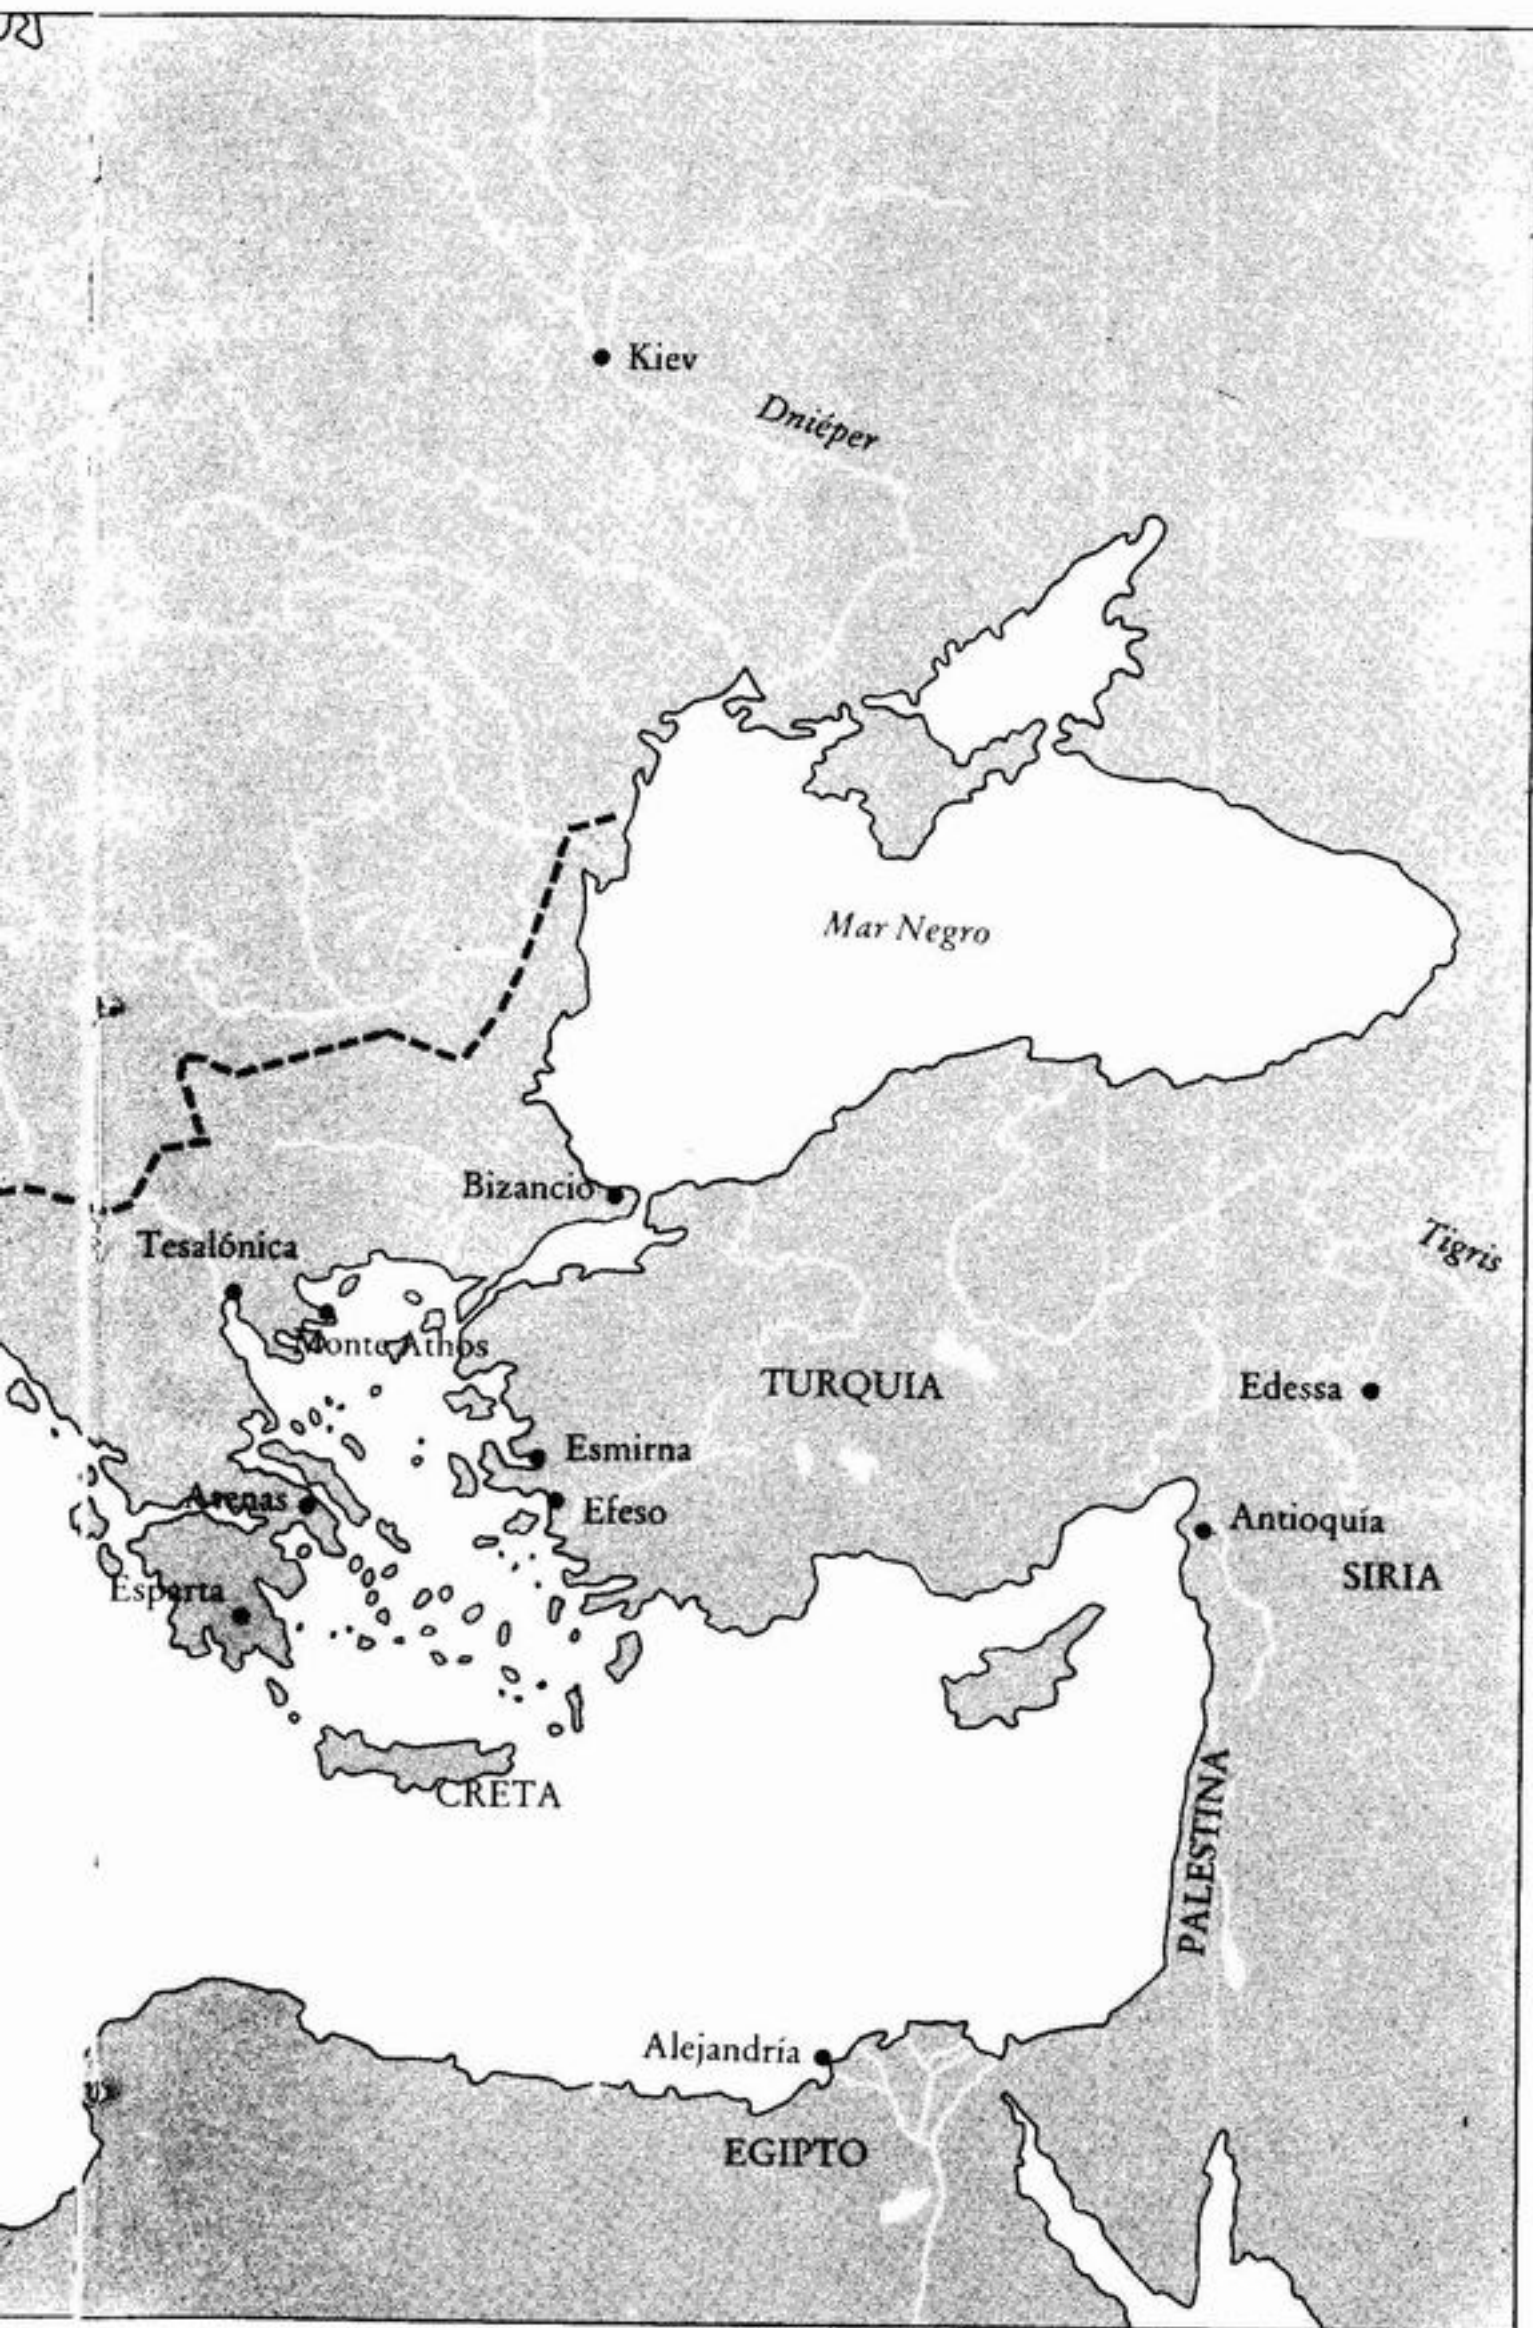 Kiev
Dniéper
Mar Negro
Bizancio
Tesalónica
Tigris
Monte Athos
TURQUIA
Edessa
Esmirna
Atenas
Efeso
Antioquía
SIRIA
Esparta
CRETA
PALESTINA
Alejandría
EGIPTO